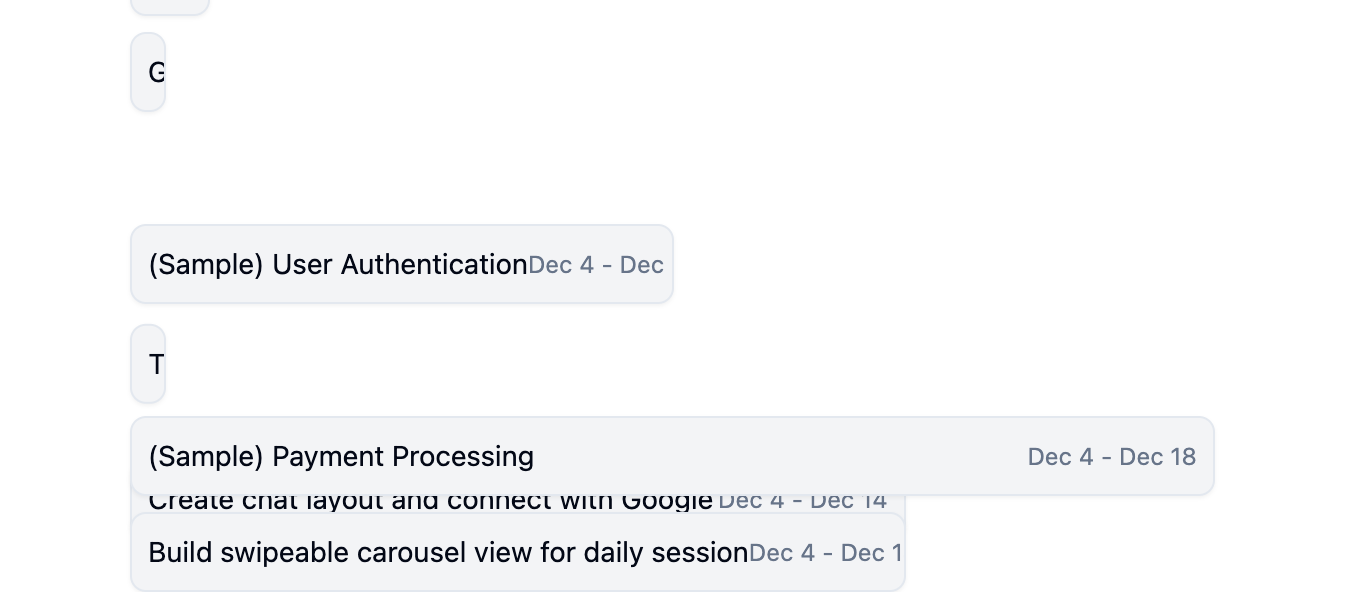 G
(Sample) User Authentication Dec 4 - Dec
T
(Sample) Payment Processing Dec 4 - Dec 18
Create chat layout and connect with Google Dec 4 - Dec 14
Build swipeable carousel view for daily session Dec 4 - Dec 1